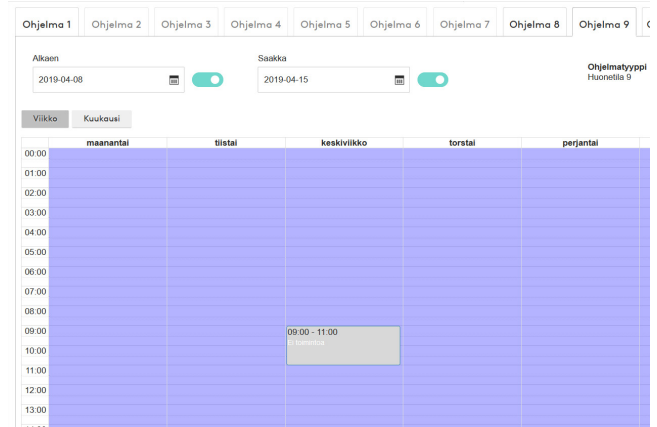 Ohjelma 1 Ohjelma 2 Ohjelma 3 Ohjelma 4 Ohjelma 5 Ohjelma 6 Ohjelma 7 Ohjelma 8 Ohjelma 9
Alkaen Saakka
Ohjelmatyyppi
2019-04-08 2019-04-15 Huonetila 9
Viikko Kuukausi
maanantai tiistai keskiviikko torstai perjantai
00:00
01:00
02:00
03:00
04:00
05:00
06:00
07:00
08:00
09:00 09:00 - 11:00
Ei toimintoa
10:00
11:00
12:00
13:00